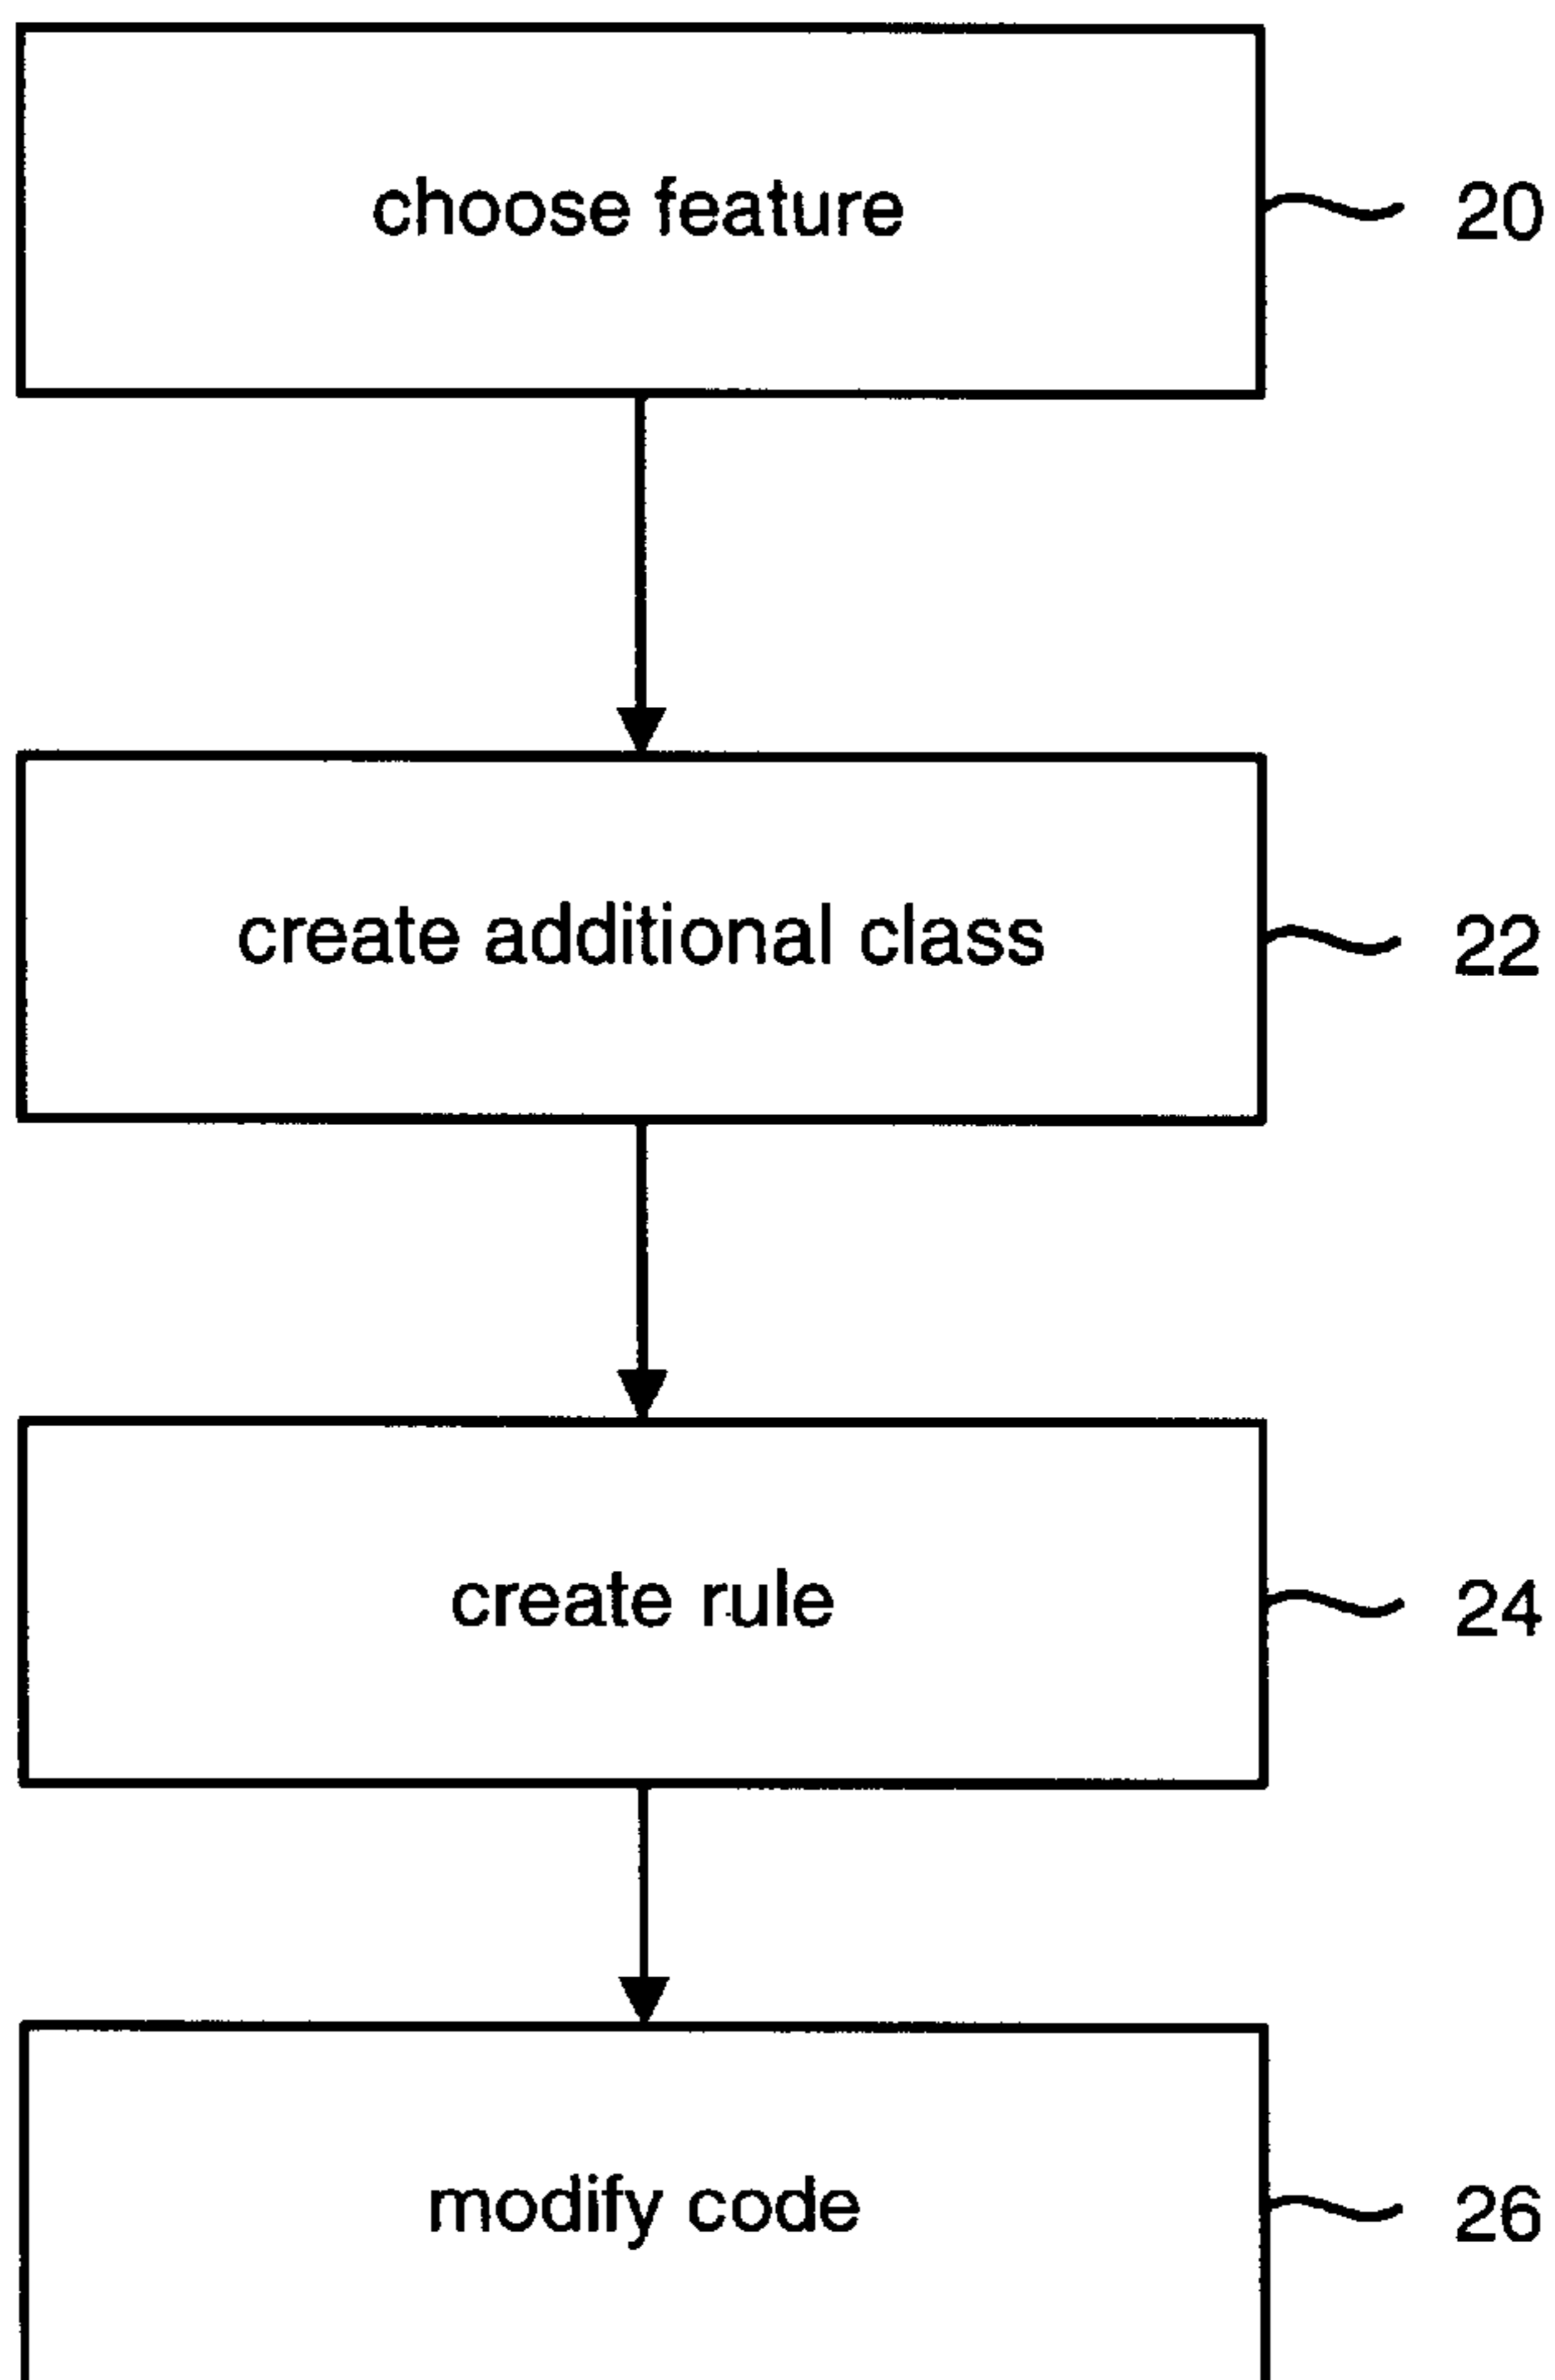 choose feature 20
create additional class 22
create rule 24
modify code 26